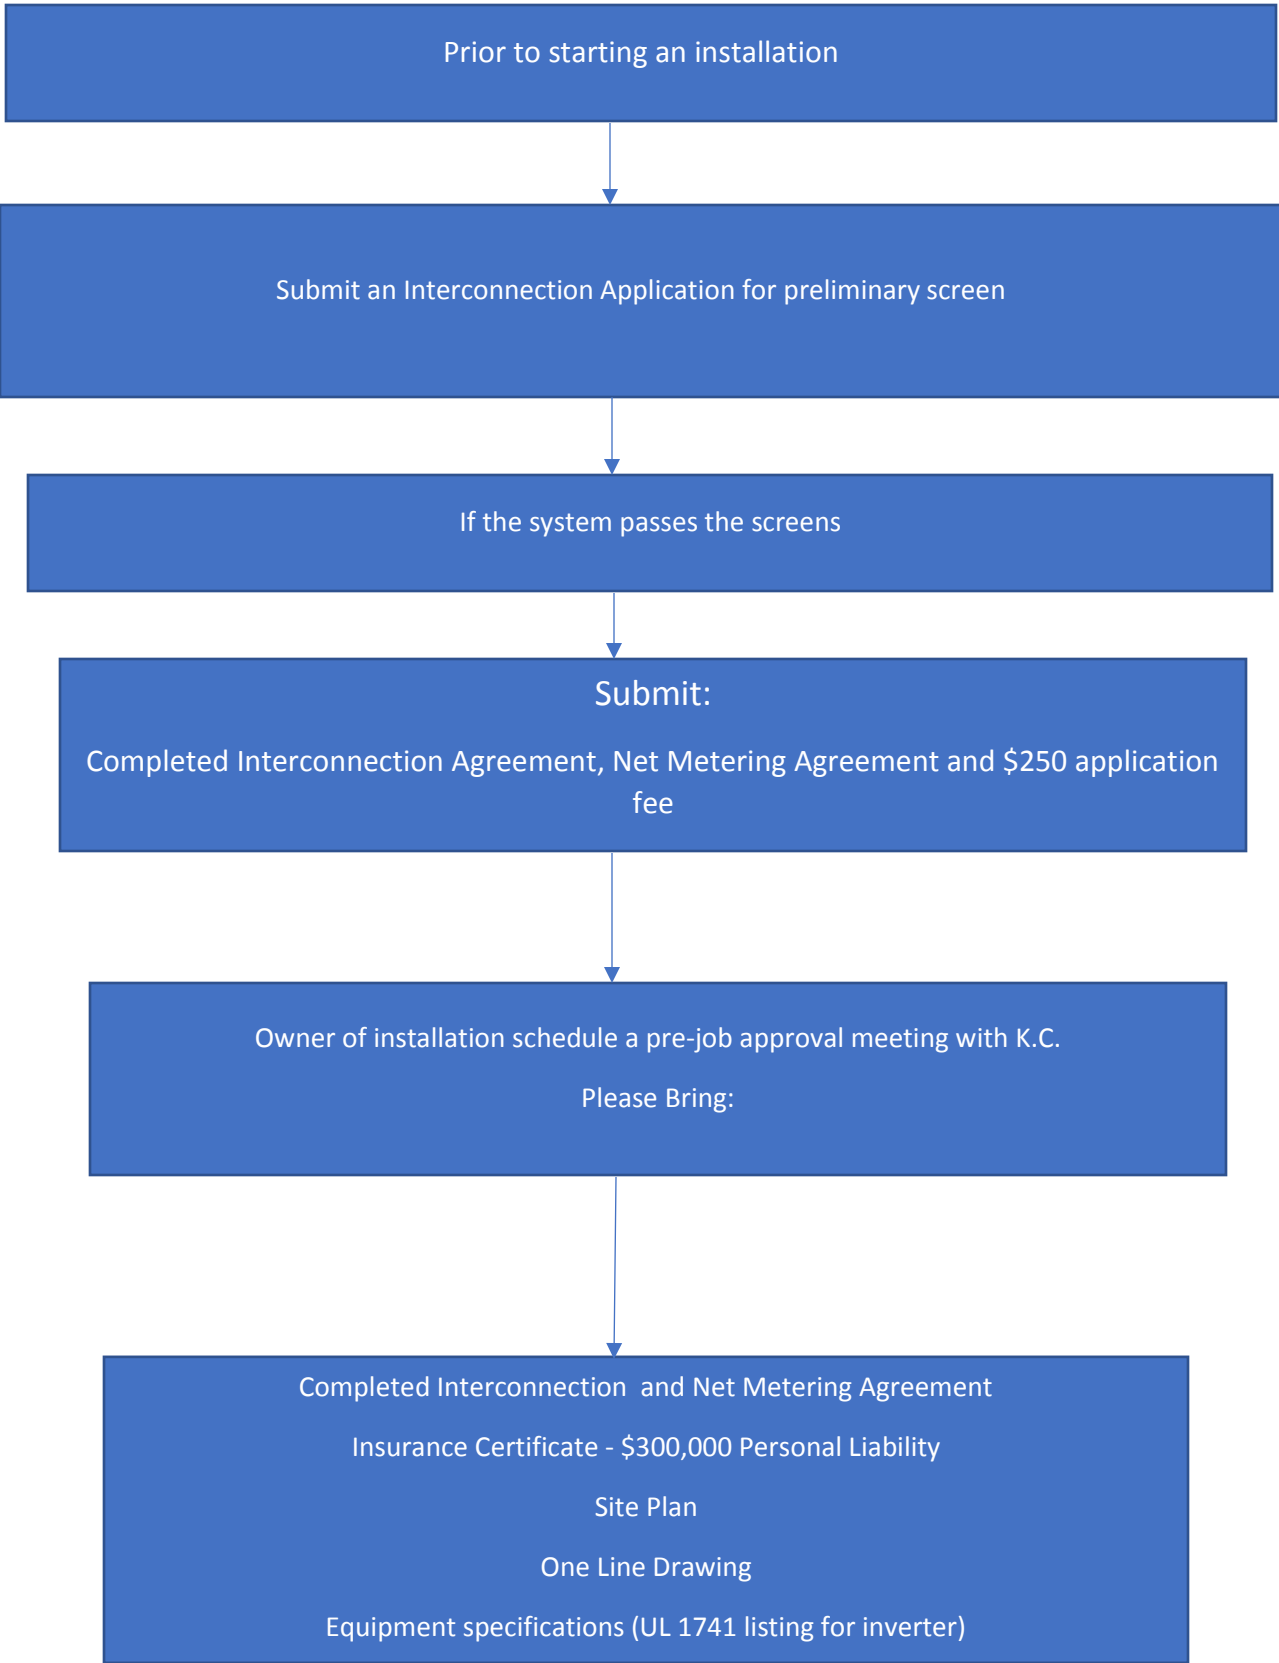 Prior to starting an installation
Submit an Interconnection Application for preliminary screen
If the system passes the screens
Submit:
Completed Interconnection Agreement, Net Metering Agreement and $250 application
fee
Owner of installation schedule a pre-job approval meeting with K.C.
Please Bring:
Completed Interconnection  and Net Metering Agreement
Insurance Certificate - $300,000 Personal Liability
Site Plan
One Line Drawing
Equipment specifications (UL 1741 listing for inverter)